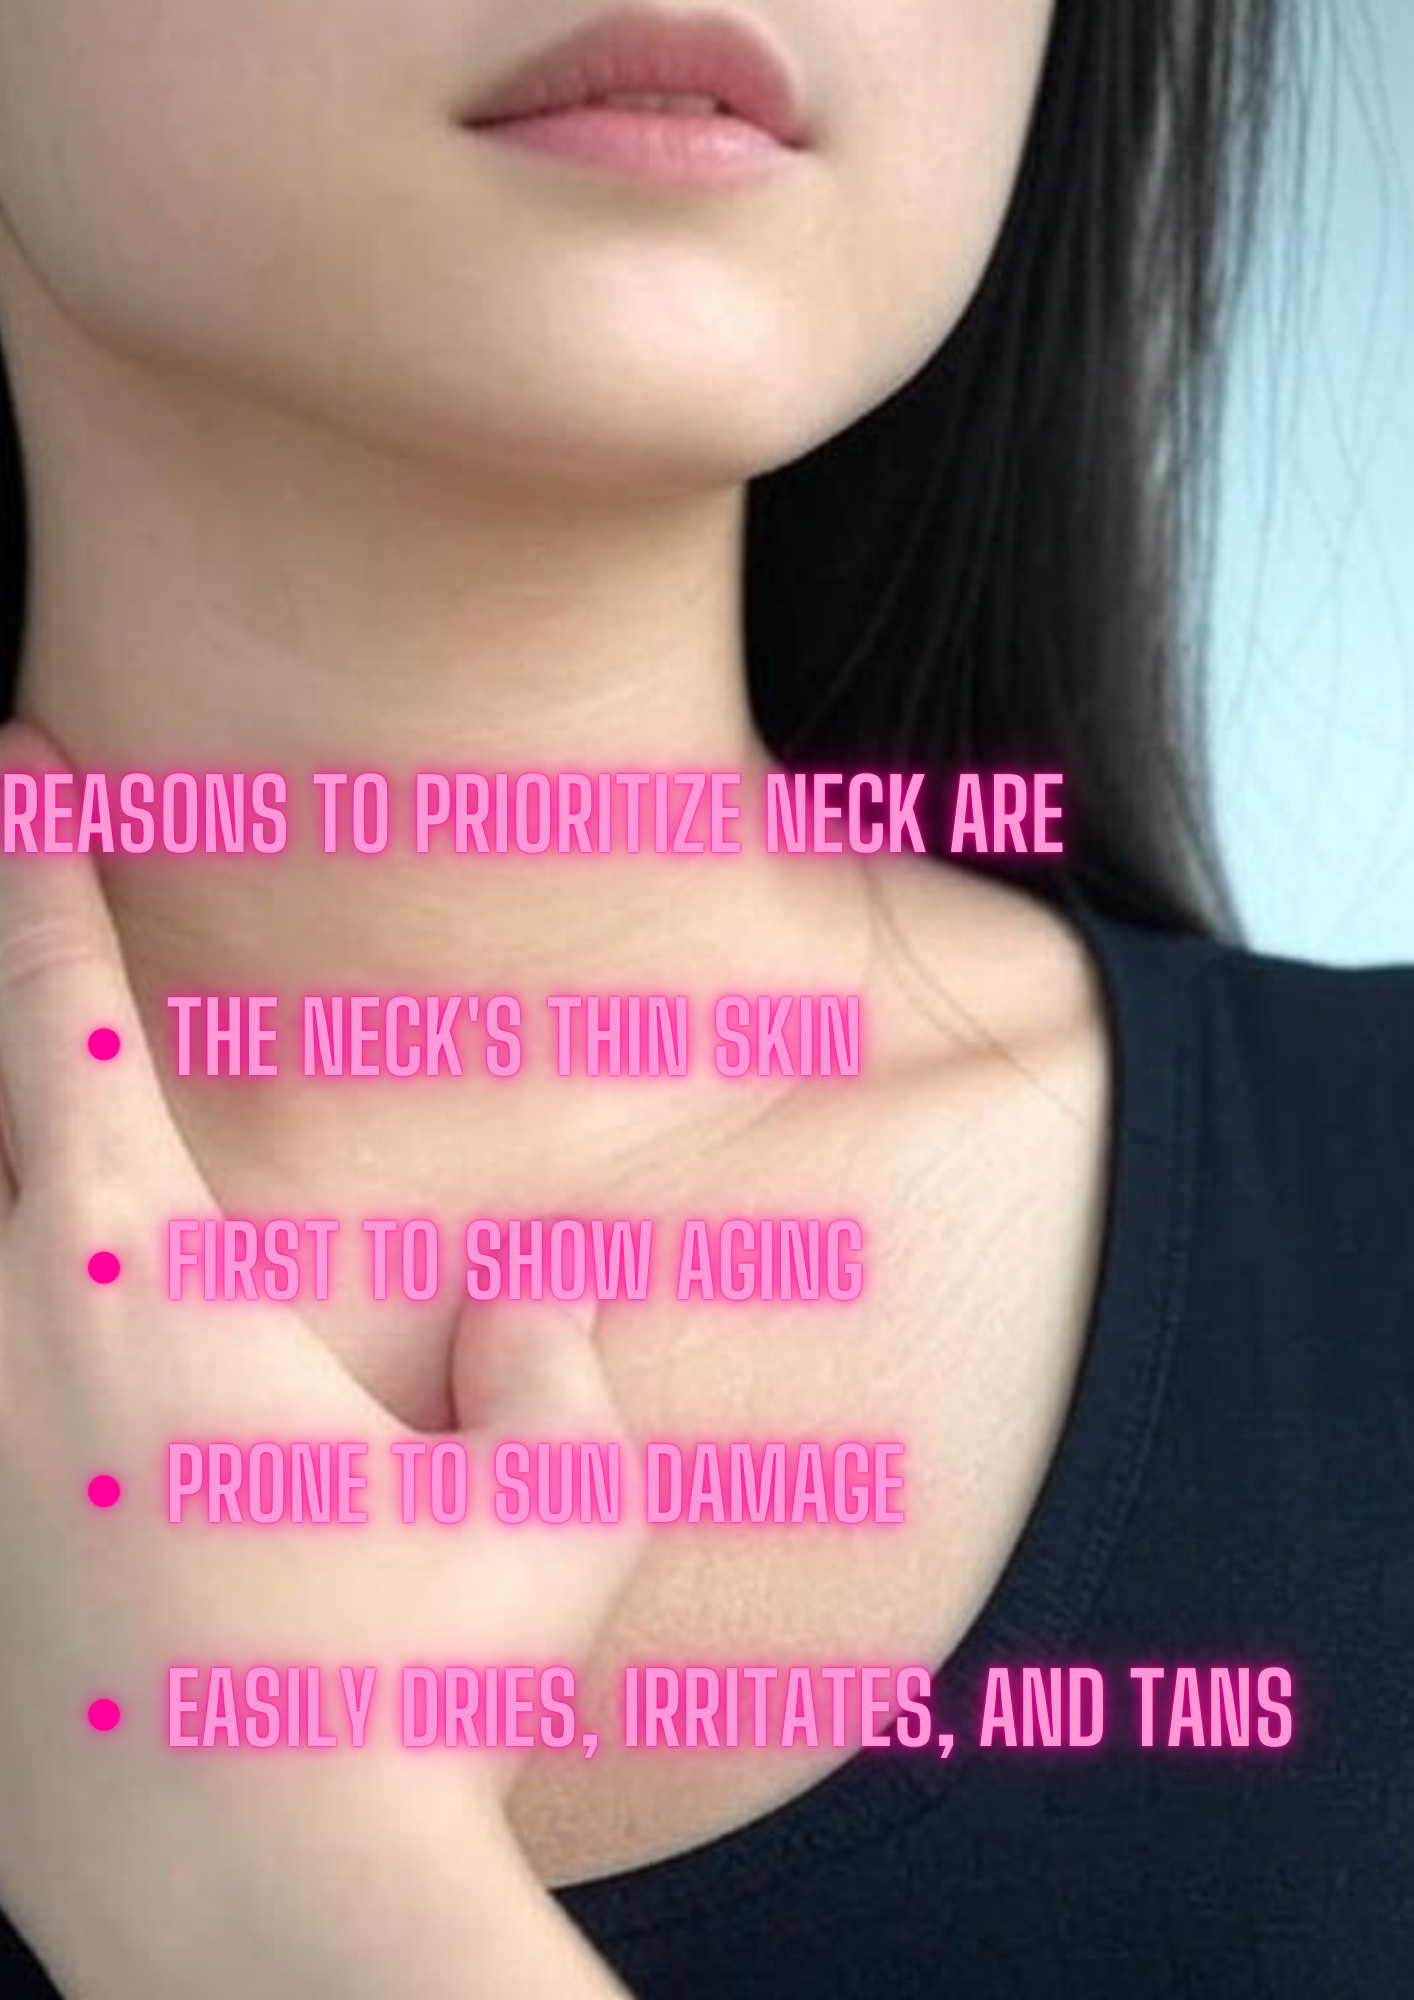 REASONS TO PRIORITIZE NECK ARE
• THE NECK'S THIN SKIN
• FIRST TO SHOW AGING
• PRONE TO SUN DAMAGE
• EASILY DRIES, IRRITATES, AND TANS